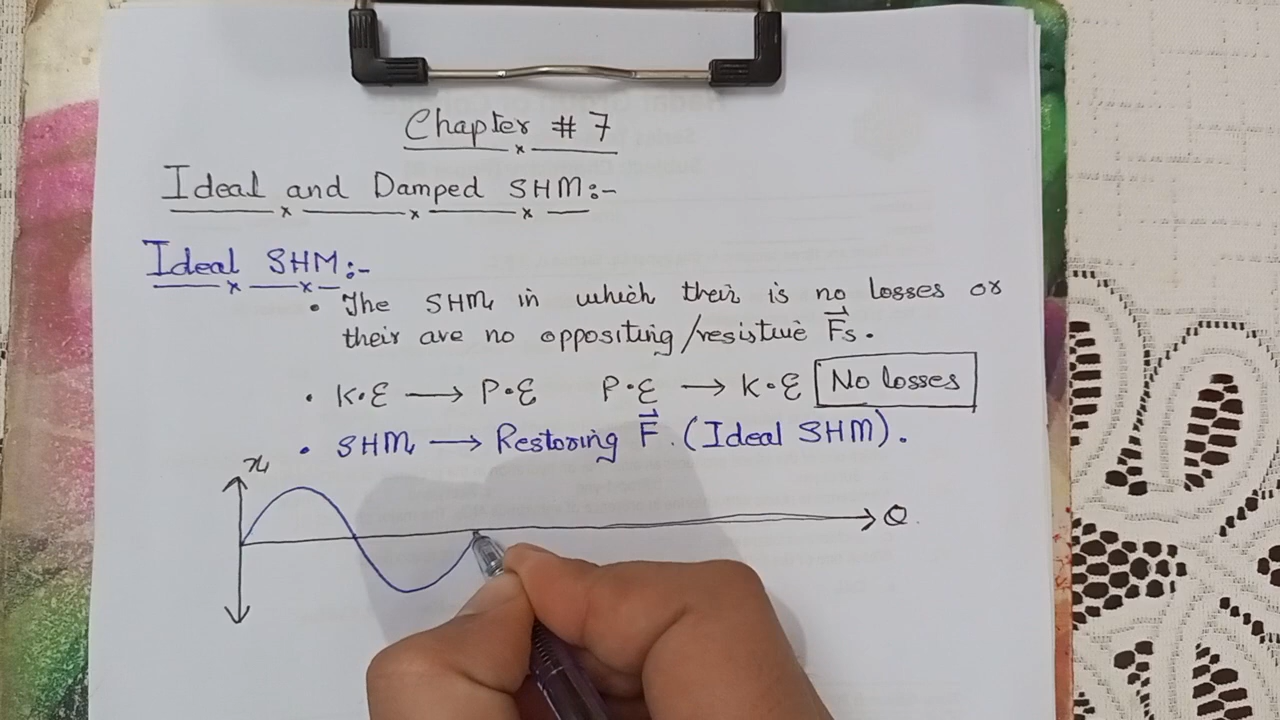 Chapter # 7
Ideal and Damped SHM:-
Ideal SHM:-
• The SHM in which their is no losses or
their are no oppositing/resistive F⃗s.
• K.E → P.E P.E → K.E No losses
• SHM → Restoring F⃗. (Ideal SHM).
x
θ